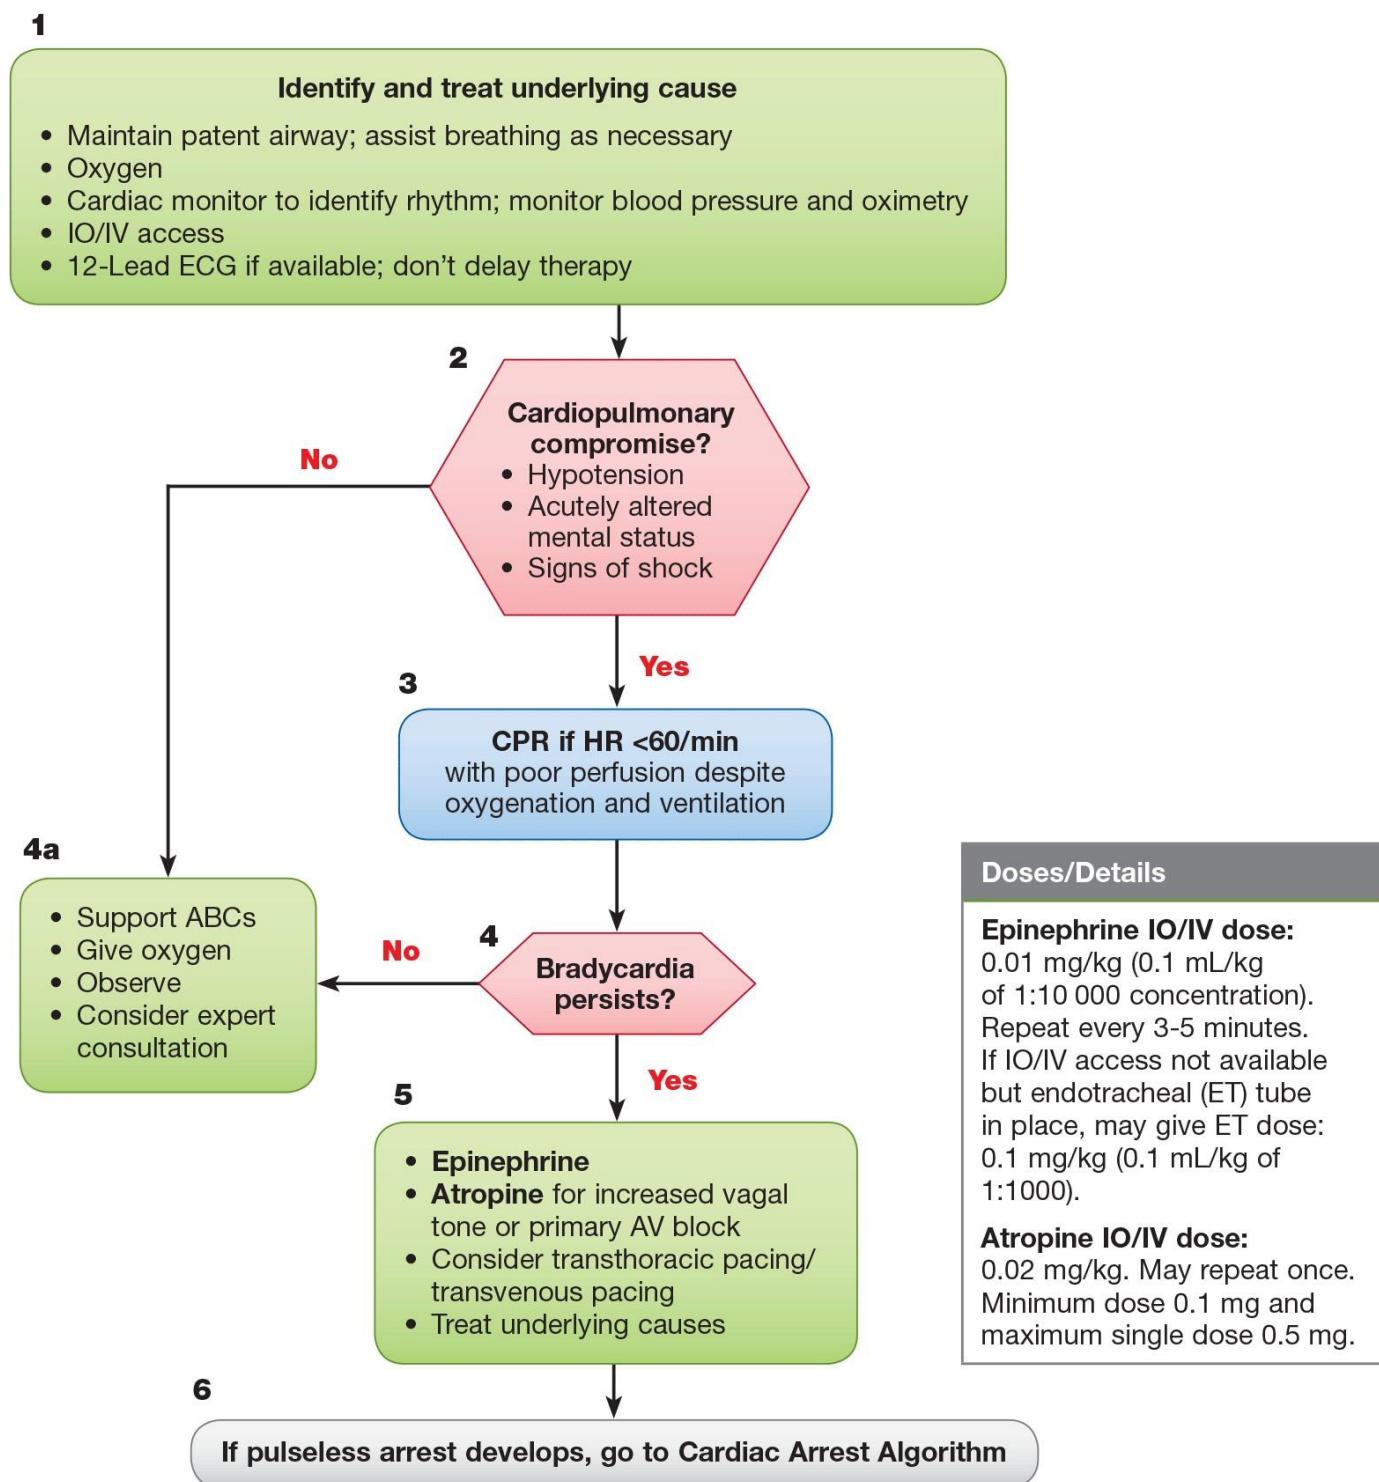 1
Identify and treat underlying cause
• Maintain patent airway; assist breathing as necessary
• Oxygen
• Cardiac monitor to identify rhythm; monitor blood pressure and oximetry
• IO/IV access
• 12-Lead ECG if available; don’t delay therapy
2
Cardiopulmonary
compromise?
• Hypotension
• Acutely altered
mental status
• Signs of shock
No
Yes
3
CPR if HR <60/min
with poor perfusion despite
oxygenation and ventilation
4a
• Support ABCs
• Give oxygen
• Observe
• Consider expert
consultation
No
4
Bradycardia
persists?
Yes
5
• Epinephrine
• Atropine for increased vagal
tone or primary AV block
• Consider transthoracic pacing/
transvenous pacing
• Treat underlying causes
6
If pulseless arrest develops, go to Cardiac Arrest Algorithm
Doses/Details
Epinephrine IO/IV dose:
0.01 mg/kg (0.1 mL/kg
of 1:10 000 concentration).
Repeat every 3-5 minutes.
If IO/IV access not available
but endotracheal (ET) tube
in place, may give ET dose:
0.1 mg/kg (0.1 mL/kg of
1:1000).
Atropine IO/IV dose:
0.02 mg/kg. May repeat once.
Minimum dose 0.1 mg and
maximum single dose 0.5 mg.